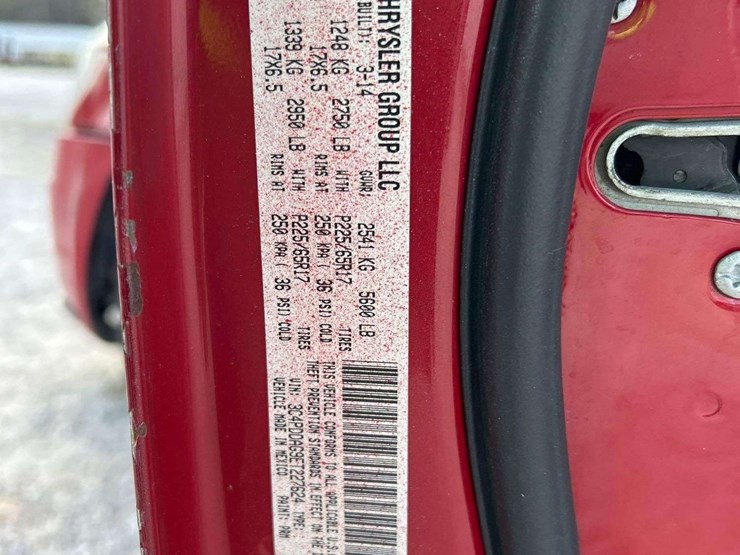 HRYSLER GROUP LLC
BUILT): 3-14 GVWR: 2541 KG 5600 LB
1248 KG 2750 LB WITH P225/65R17 TIRES
17X6.5 RIMS AT 250 KPA( 36 PSI) COLD
1339 KG 2950 LB WITH P225/65R17 TIRES
17X6.5 RIMS AT 250 KPA( 36 PSI) COLD
THIS VEHICLE CONFORMS TO ALL APPLICABLE U.S.
THEFT PREVENTION STANDARDS IN EFFECT ON THE
VIN: 3C4PDDAG9ET227624 TYPE:
VEHICLE MADE IN MEXICO PAINT: PRM